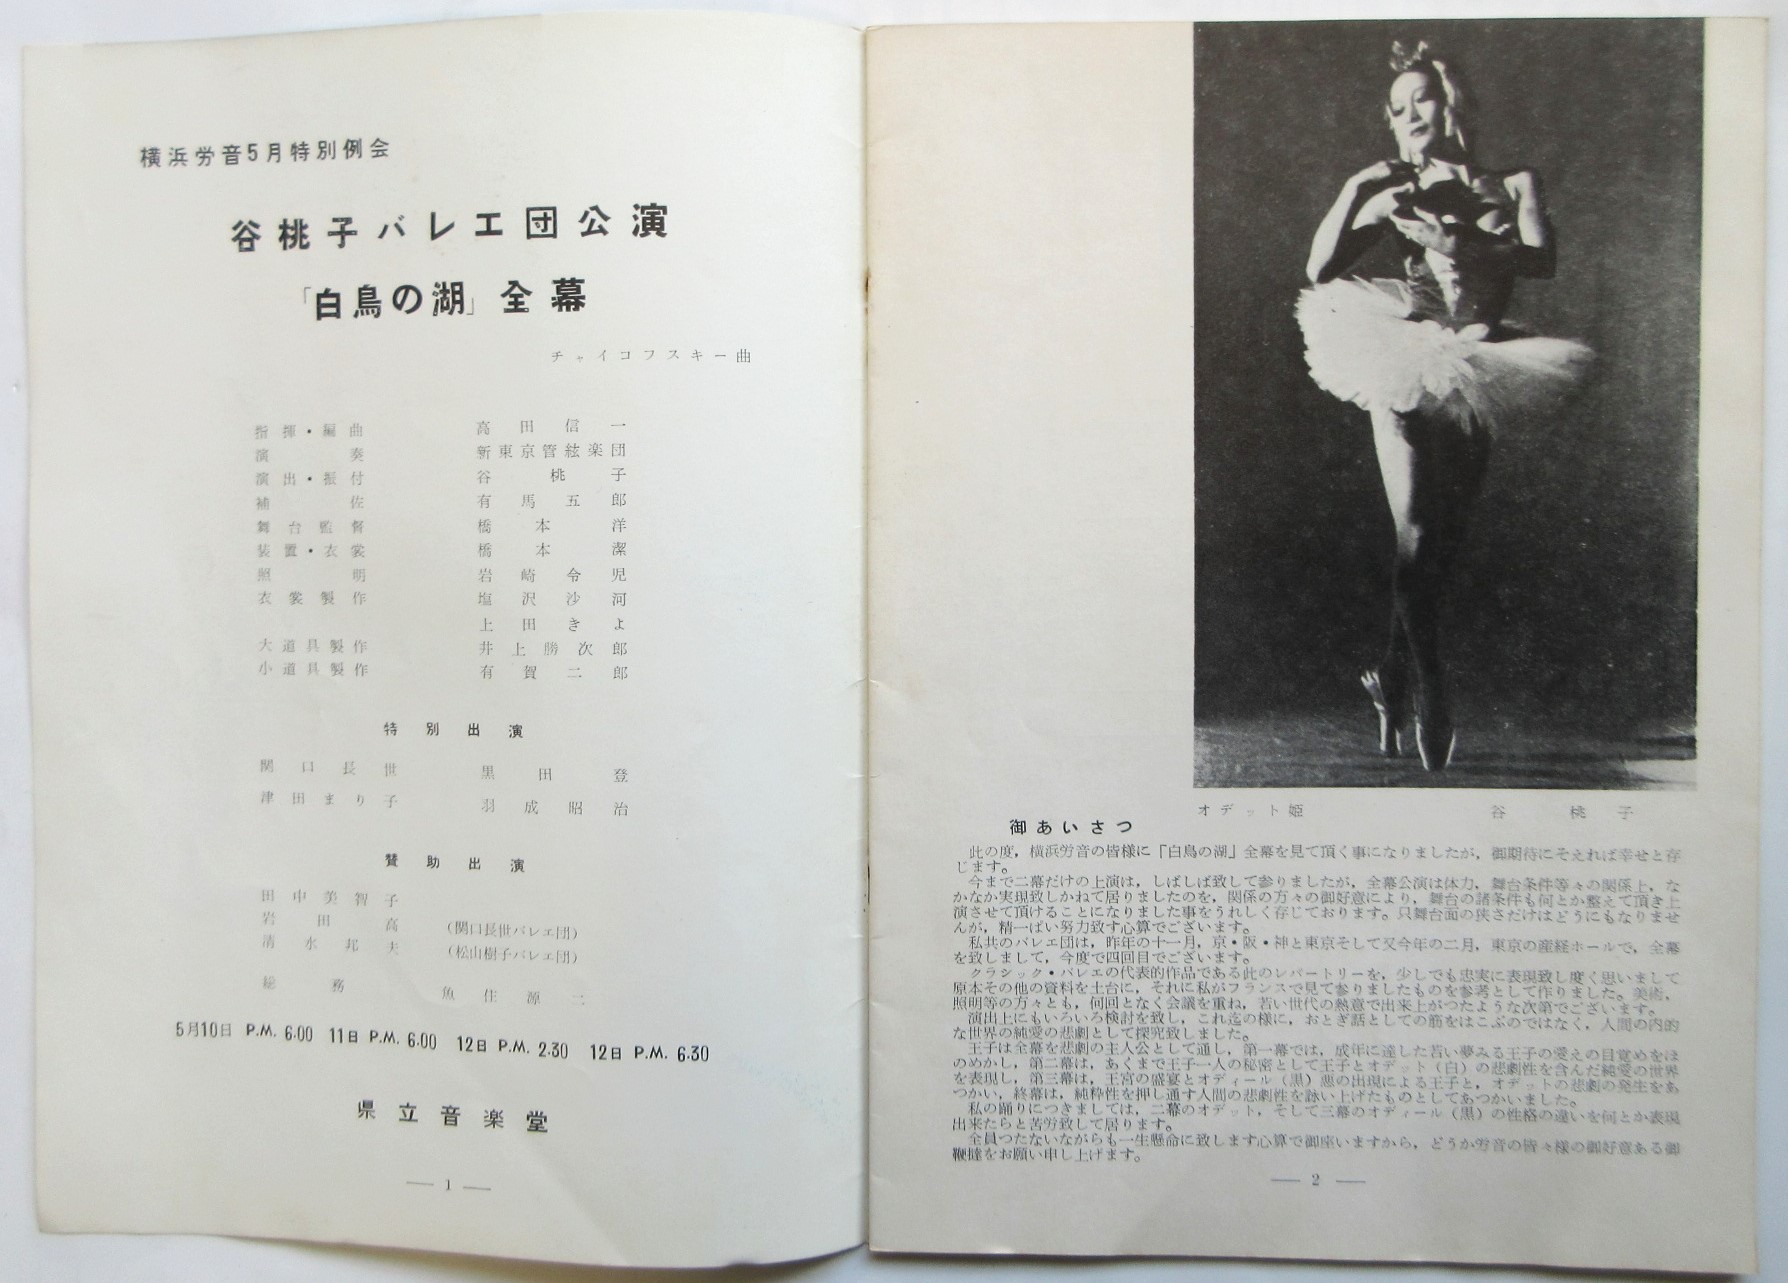 横浜労音5月特別例会
谷桃子バレエ団公演
「白鳥の湖」全幕
チャイコフスキー曲
指揮・編曲 高田信一
演奏 新東京管絃楽団
演出・振付 谷桃子
補佐 有馬五郎
舞台監督 橋本洋
装置・衣裳 橋本潔
照明 岩崎令児
衣裳製作 塩沢沙河
上田きよ
大道具製作 井上勝次郎
小道具製作 有賀二郎
特別出演
関口長世 黒田登
津田まり子 羽成昭治
賛助出演
田中美智子
岩田高 (関口長世バレエ団)
清水邦夫 (松山樹子バレエ団)
総務 魚住源二
5月10日 P.M. 6.00 11日 P.M. 6.00 12日 P.M. 2.30 12日 P.M. 6.30
県立音楽堂
— 1 —
オデット姫 谷桃子
御あいさつ
此の度，横浜労音の皆様に「白鳥の湖」全幕を見て頂く事になりましたが，御期待にそえれば幸せと存
じます。
今まで二幕だけの上演は，しばしば致して参りましたが，全幕公演は体力，舞台条件等々の関係上，な
かなか実現致しかねて居りましたのを，関係の方々の御好意により，舞台の諸条件も何とか整えて頂き上
演させて頂けることになりました事をうれしく存じております。只舞台面の狭さだけはどうにもなりませ
んが，精一ぱい努力致す心算でございます。
私共のバレエ団は，昨年の十一月，京・阪・神と東京そして又今年の二月，東京の産経ホールで，全幕
を致しまして，今度で四回目でございます。
クラシック・バレエの代表的作品である此のレパートリーを，少しでも忠実に表現致し度く思いまして
原本その他の資料を土台に，それに私がフランスで見て参りましたものを参考として作りました。美術，
照明等の方々とも，何回となく会議を重ね，若い世代の熱意で出来上がつたような次第でございます。
演出上にもいろいろ検討を致し，これ迄の様に，おとぎ話としての筋をはこぶのではなく，人間の内的
な世界の純愛の悲劇として探究致しました。
王子は全幕を悲劇の主人公として通し，第一幕では，成年に達した若い夢みる王子の愛えの目覚めをほ
のめかし，第二幕は，あくまで王子一人の秘密として王子とオデット（白）の悲劇性を含んだ純愛の世界
を表現し，第三幕は，王宮の盛宴とオディール（黒）悪の出現による王子と，オデットの悲劇の発生をあ
つかい，終幕は，純粋性を押し通す人間の悲劇性を詠い上げたものとしてあつかいました。
私の踊りにつきましては，二幕のオデット，そして三幕のオディール（黒）の性格の違いを何とか表現
出来たらと苦労致して居ります。
全員つたないながらも一生懸命に致します心算で御座いますから，どうか労音の皆々様の御好意ある御
鞭撻をお願い申し上げます。
— 2 —